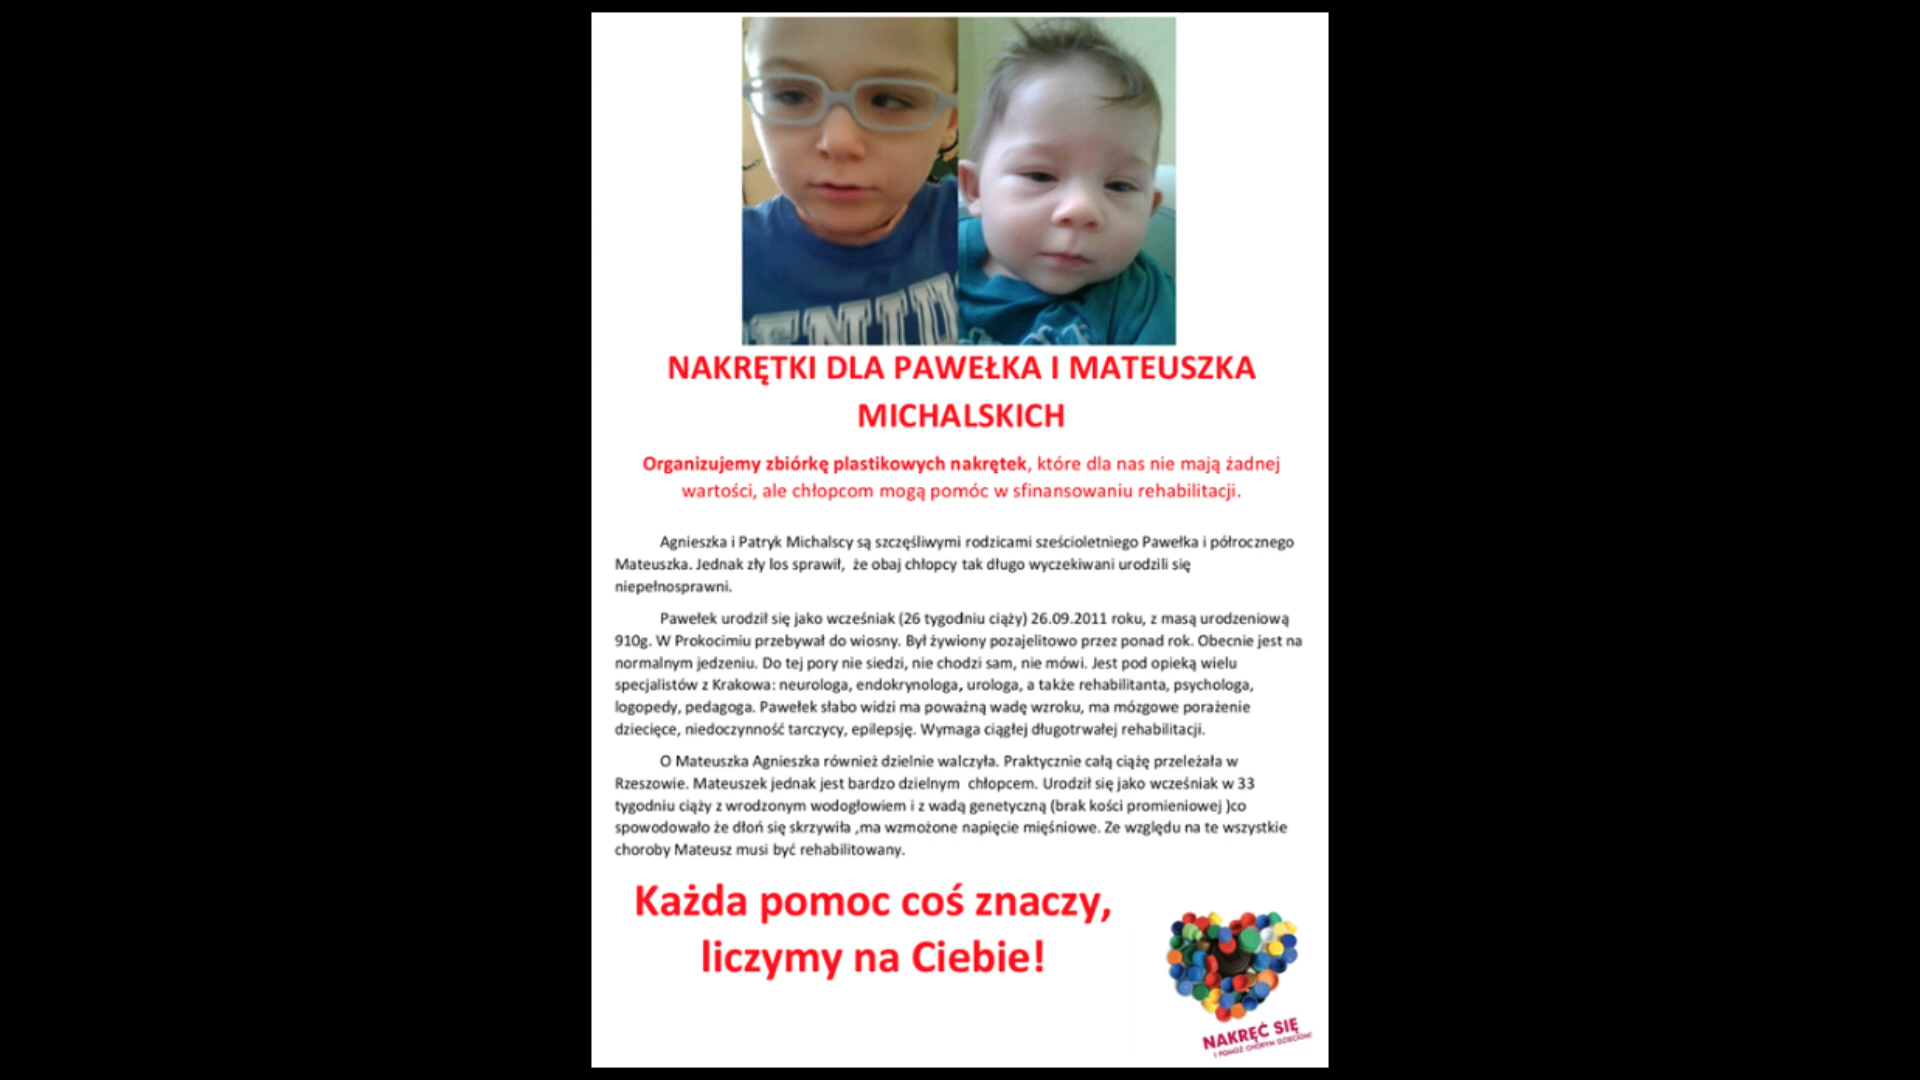 ENIU
NAKRĘTKI DLA PAWEŁKA I MATEUSZKA
MICHALSKICH
Organizujemy zbiórkę plastikowych nakrętek, które dla nas nie mają żadnej
wartości, ale chłopcom mogą pomóc w sfinansowaniu rehabilitacji.
Agnieszka i Patryk Michalscy są szczęśliwymi rodzicami sześcioletniego Pawełka i półrocznego
Mateuszka. Jednak zły los sprawił, że obaj chłopcy tak długo wyczekiwani urodzili się
niepełnosprawni.
Pawełek urodził się jako wcześniak (26 tygodniu ciąży) 26.09.2011 roku, z masą urodzeniową
910g. W Prokocimiu przebywał do wiosny. Był żywiony pozajelitowo przez ponad rok. Obecnie jest na
normalnym jedzeniu. Do tej pory nie siedzi, nie chodzi sam, nie mówi. Jest pod opieką wielu
specjalistów z Krakowa: neurologa, endokrynologa, urologa, a także rehabilitanta, psychologa,
logopedy, pedagoga. Pawełek słabo widzi ma poważną wadę wzroku, ma mózgowe porażenie
dziecięce, niedoczynność tarczycy, epilepsję. Wymaga ciągłej długotrwałej rehabilitacji.
O Mateuszka Agnieszka również dzielnie walczyła. Praktycznie całą ciążę przeleżała w
Rzeszowie. Mateuszek jednak jest bardzo dzielnym chłopcem. Urodził się jako wcześniak w 33
tygodniu ciąży z wrodzonym wodogłowiem i z wadą genetyczną (brak kości promieniowej )co
spowodowało że dłoń się skrzywiła ,ma wzmożone napięcie mięśniowe. Ze względu na te wszystkie
choroby Mateusz musi być rehabilitowany.
Każda pomoc coś znaczy,
liczymy na Ciebie!
NAKRĘĆ SIĘ
I POMÓŻ CHORYM DZIECIOM!